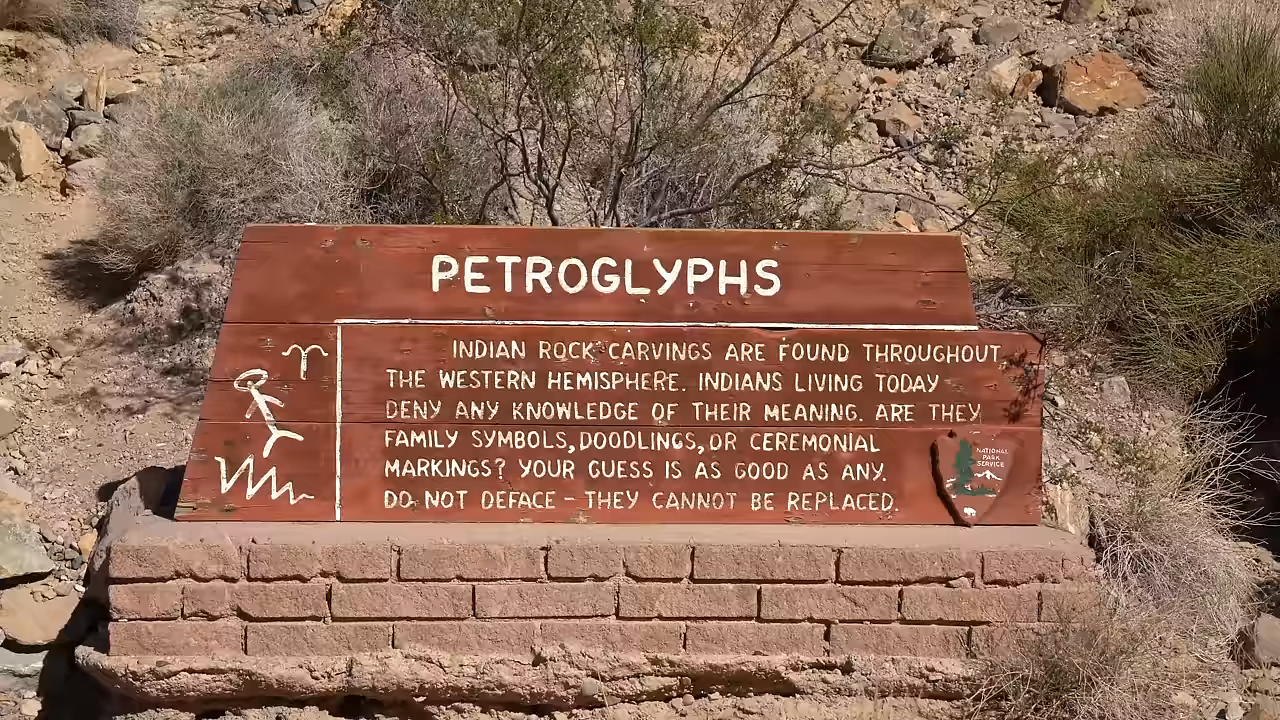 PETROGLYPHS
INDIAN ROCK CARVINGS ARE FOUND THROUGHOUT
THE WESTERN HEMISPHERE. INDIANS LIVING TODAY
DENY ANY KNOWLEDGE OF THEIR MEANING. ARE THEY
FAMILY SYMBOLS, DOODLINGS, OR CEREMONIAL
MARKINGS? YOUR GUESS IS AS GOOD AS ANY.
DO NOT DEFACE - THEY CANNOT BE REPLACED.
NATIONAL
PARK
SERVICE